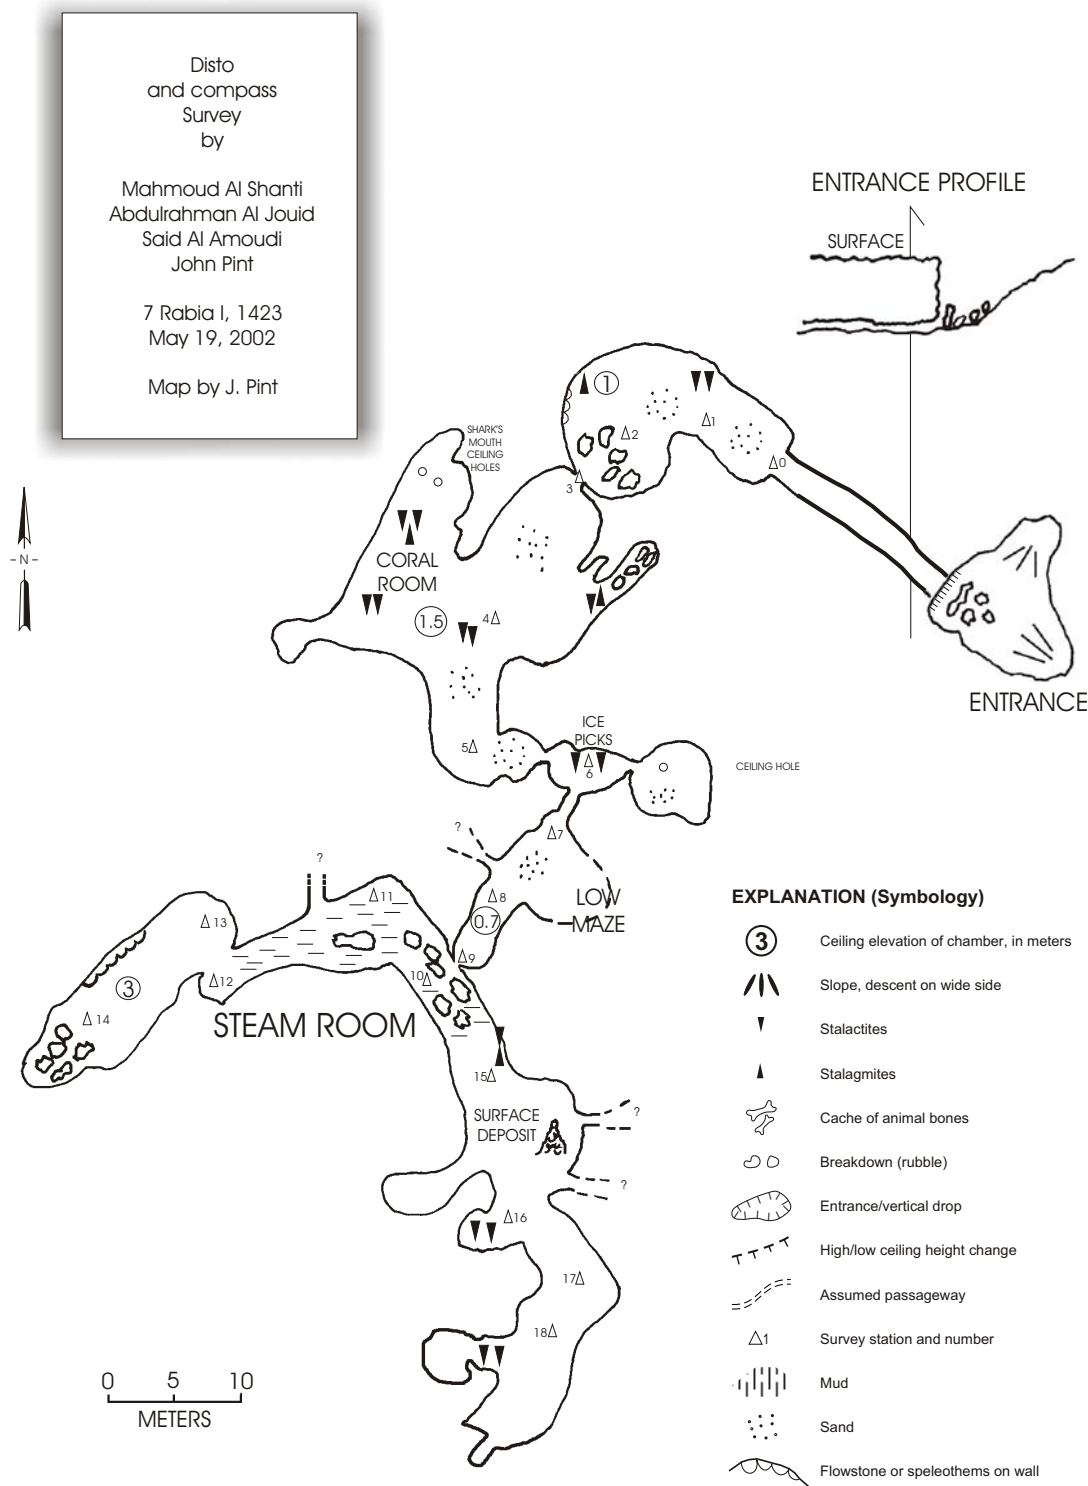 Disto
and compass
Survey
by
Mahmoud Al Shanti
Abdulrahman Al Jouid
Said Al Amoudi
John Pint
7 Rabia I, 1423
May 19, 2002
Map by J. Pint
ENTRANCE PROFILE
SURFACE
1
2
1
0
3
SHARK'S
MOUTH
CEILING
HOLES
-N-
CORAL
ROOM
1.5
4
ENTRANCE
5
ICE
PICKS
6
CEILING HOLE
?
7
?
8
LOW
MAZE
0.7
9
11
13
10
12
3
14
STEAM ROOM
15
SURFACE
DEPOSIT
?
?
16
17
18
0 5 10
METERS
EXPLANATION (Symbology)
3 Ceiling elevation of chamber, in meters
Slope, descent on wide side
Stalactites
Stalagmites
Cache of animal bones
Breakdown (rubble)
Entrance/vertical drop
High/low ceiling height change
Assumed passageway
1 Survey station and number
Mud
Sand
Flowstone or speleothems on wall